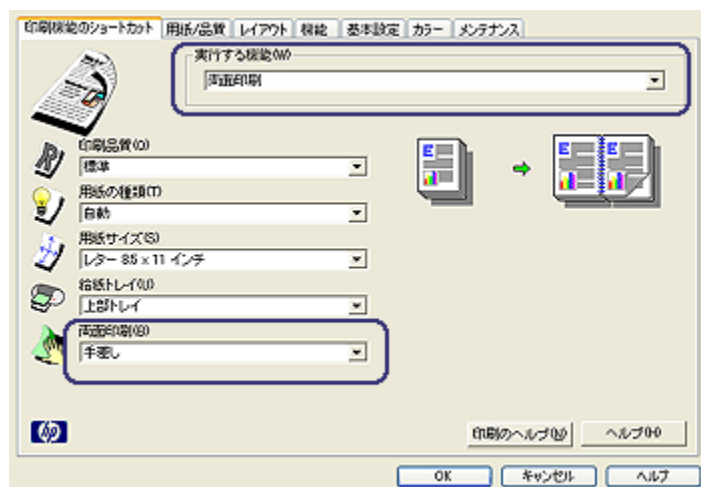 印刷機能のショートカット 用紙/品質 レイアウト 機能 基本設定 カラー メンテナンス
実行する機能(W)
両面印刷
印刷品質(Q)
標準
用紙の種類(T)
自動
用紙サイズ(S)
レター 8.5 x 11 インチ
給紙トレイ(U)
上部トレイ
両面印刷(B)
手差し
E
E E
hp
印刷のヘルプ(N) ヘルプ(H)
OK キャンセル ヘルプ